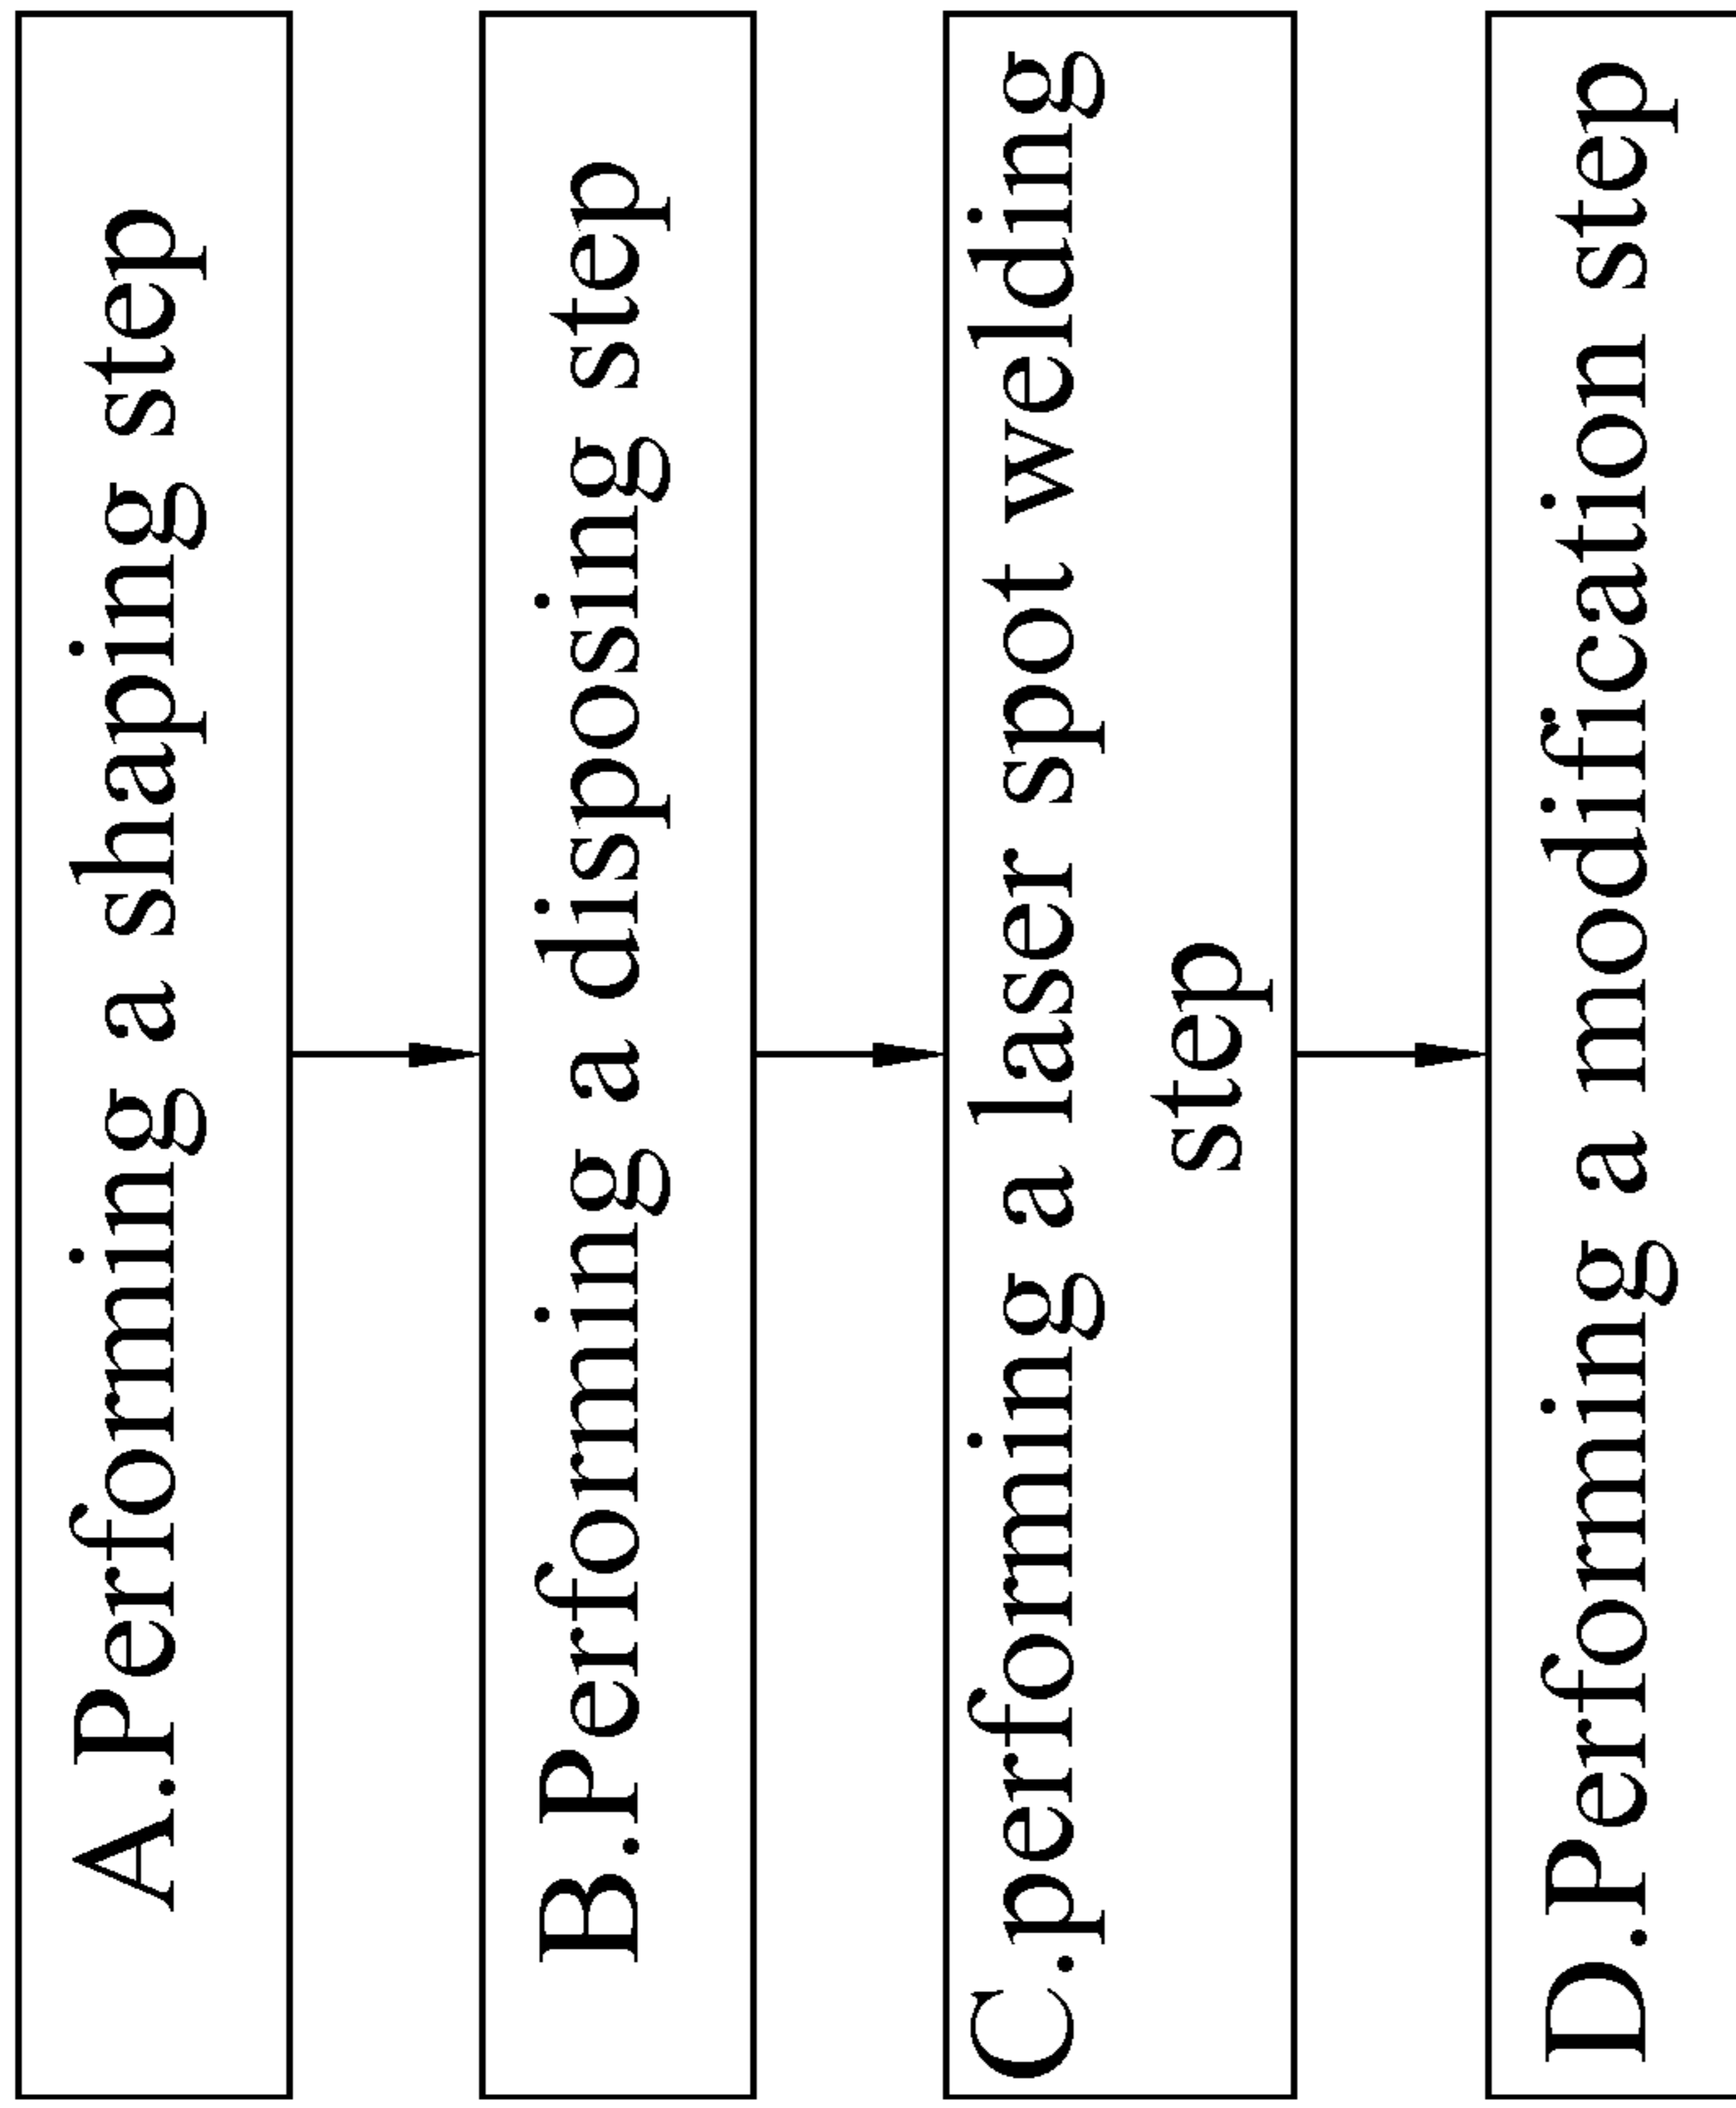 A.Performing a shaping step
B.Performing a disposing step
C.performing a laser spot welding
step
D.Performing a modification step